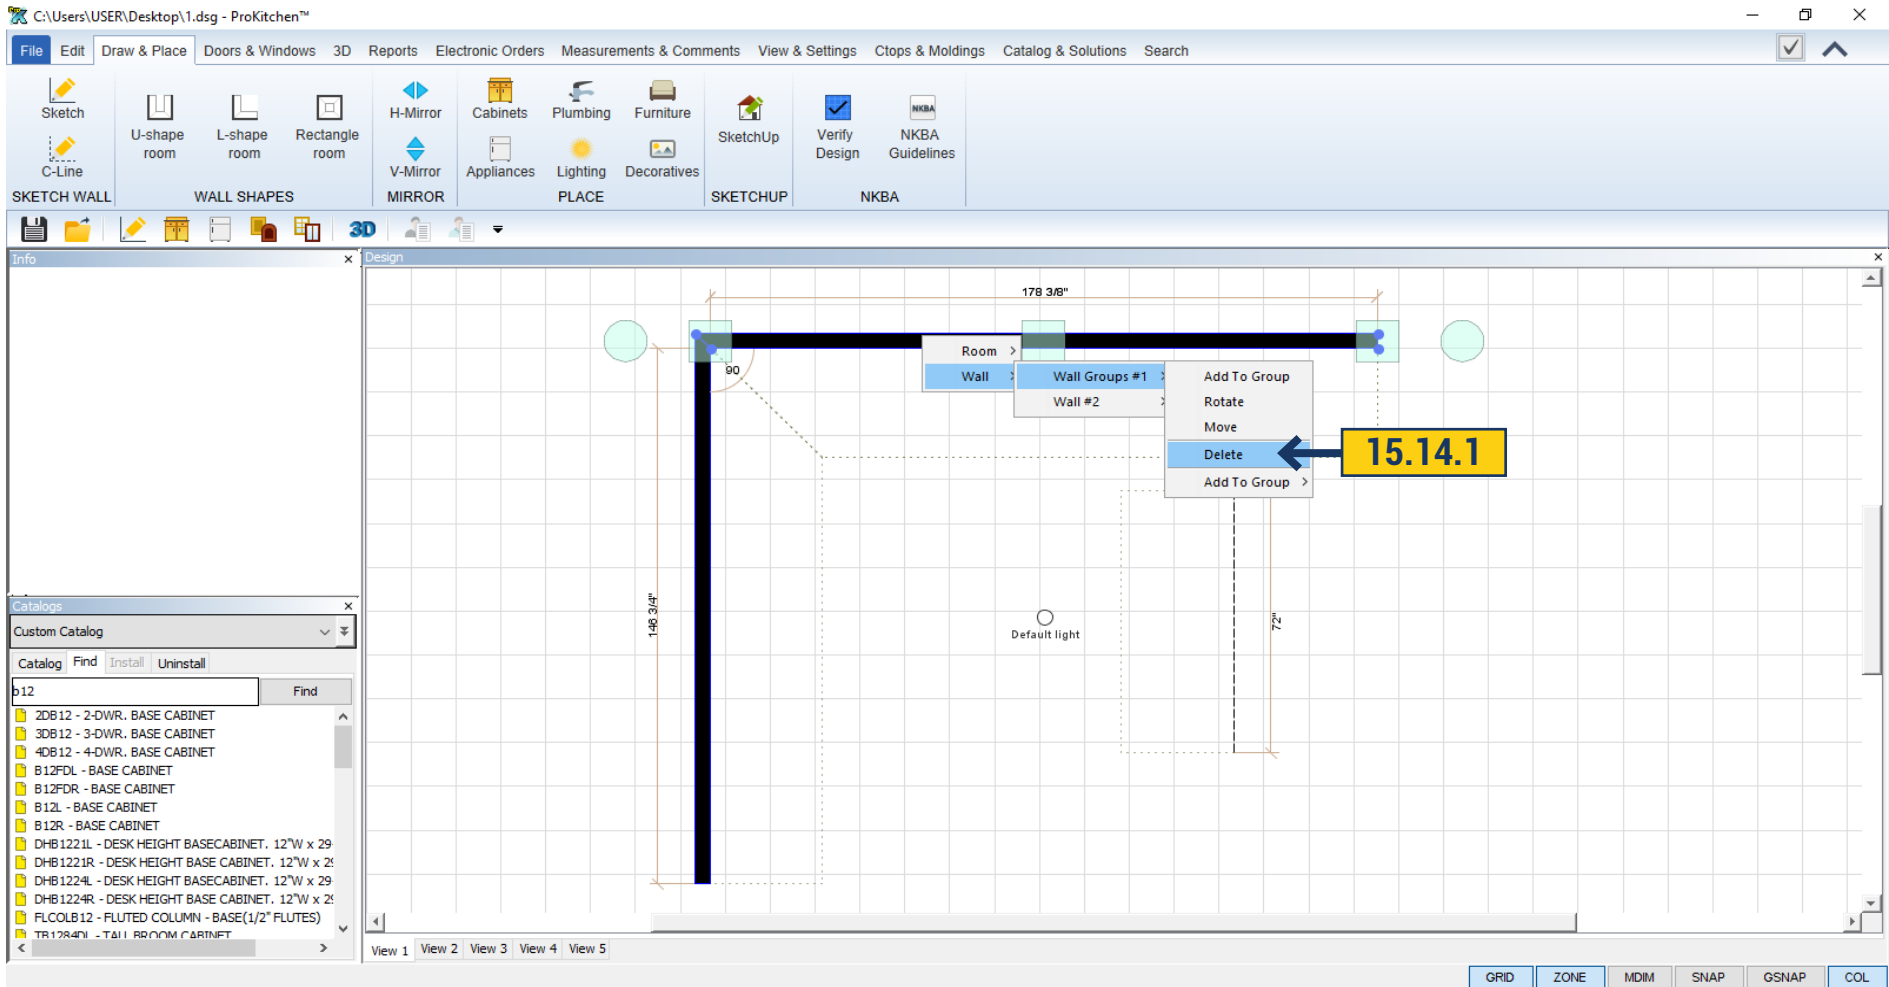 C:\Users\USER\Desktop\1.dsg - ProKitchen™
File Edit Draw & Place Doors & Windows 3D Reports Electronic Orders Measurements & Comments View & Settings Ctops & Moldings Catalog & Solutions Search
Sketch
C-Line
SKETCH WALL
U-shape room
L-shape room
Rectangle room
WALL SHAPES
H-Mirror
V-Mirror
MIRROR
Cabinets Plumbing Furniture
Appliances Lighting Decoratives
PLACE
SketchUp
SKETCHUP
Verify Design
NKBA
NKBA Guidelines
NKBA
3D
Info
Design
178 3/8"
90
Room
Wall
Wall Groups #1
Wall #2
Add To Group
Rotate
Move
Delete
Add To Group
15.14.1
146 3/4"
72"
Default light
Catalogs
Custom Catalog
Catalog Find Install Uninstall
b12 Find
2DB12 - 2-DWR. BASE CABINET
3DB12 - 3-DWR. BASE CABINET
4DB12 - 4-DWR. BASE CABINET
B12FDL - BASE CABINET
B12FDR - BASE CABINET
B12L - BASE CABINET
B12R - BASE CABINET
DHB1221L - DESK HEIGHT BASECABINET. 12"W x 29
DHB1221R - DESK HEIGHT BASE CABINET. 12"W x 29
DHB1224L - DESK HEIGHT BASECABINET. 12"W x 29
DHB1224R - DESK HEIGHT BASE CABINET. 12"W x 29
FLCOLB12 - FLUTED COLUMN - BASE(1/2" FLUTES)
TB1284DL - TALL BROOM CABINET
View 1 View 2 View 3 View 4 View 5
GRID ZONE MDIM SNAP GSNAP COL